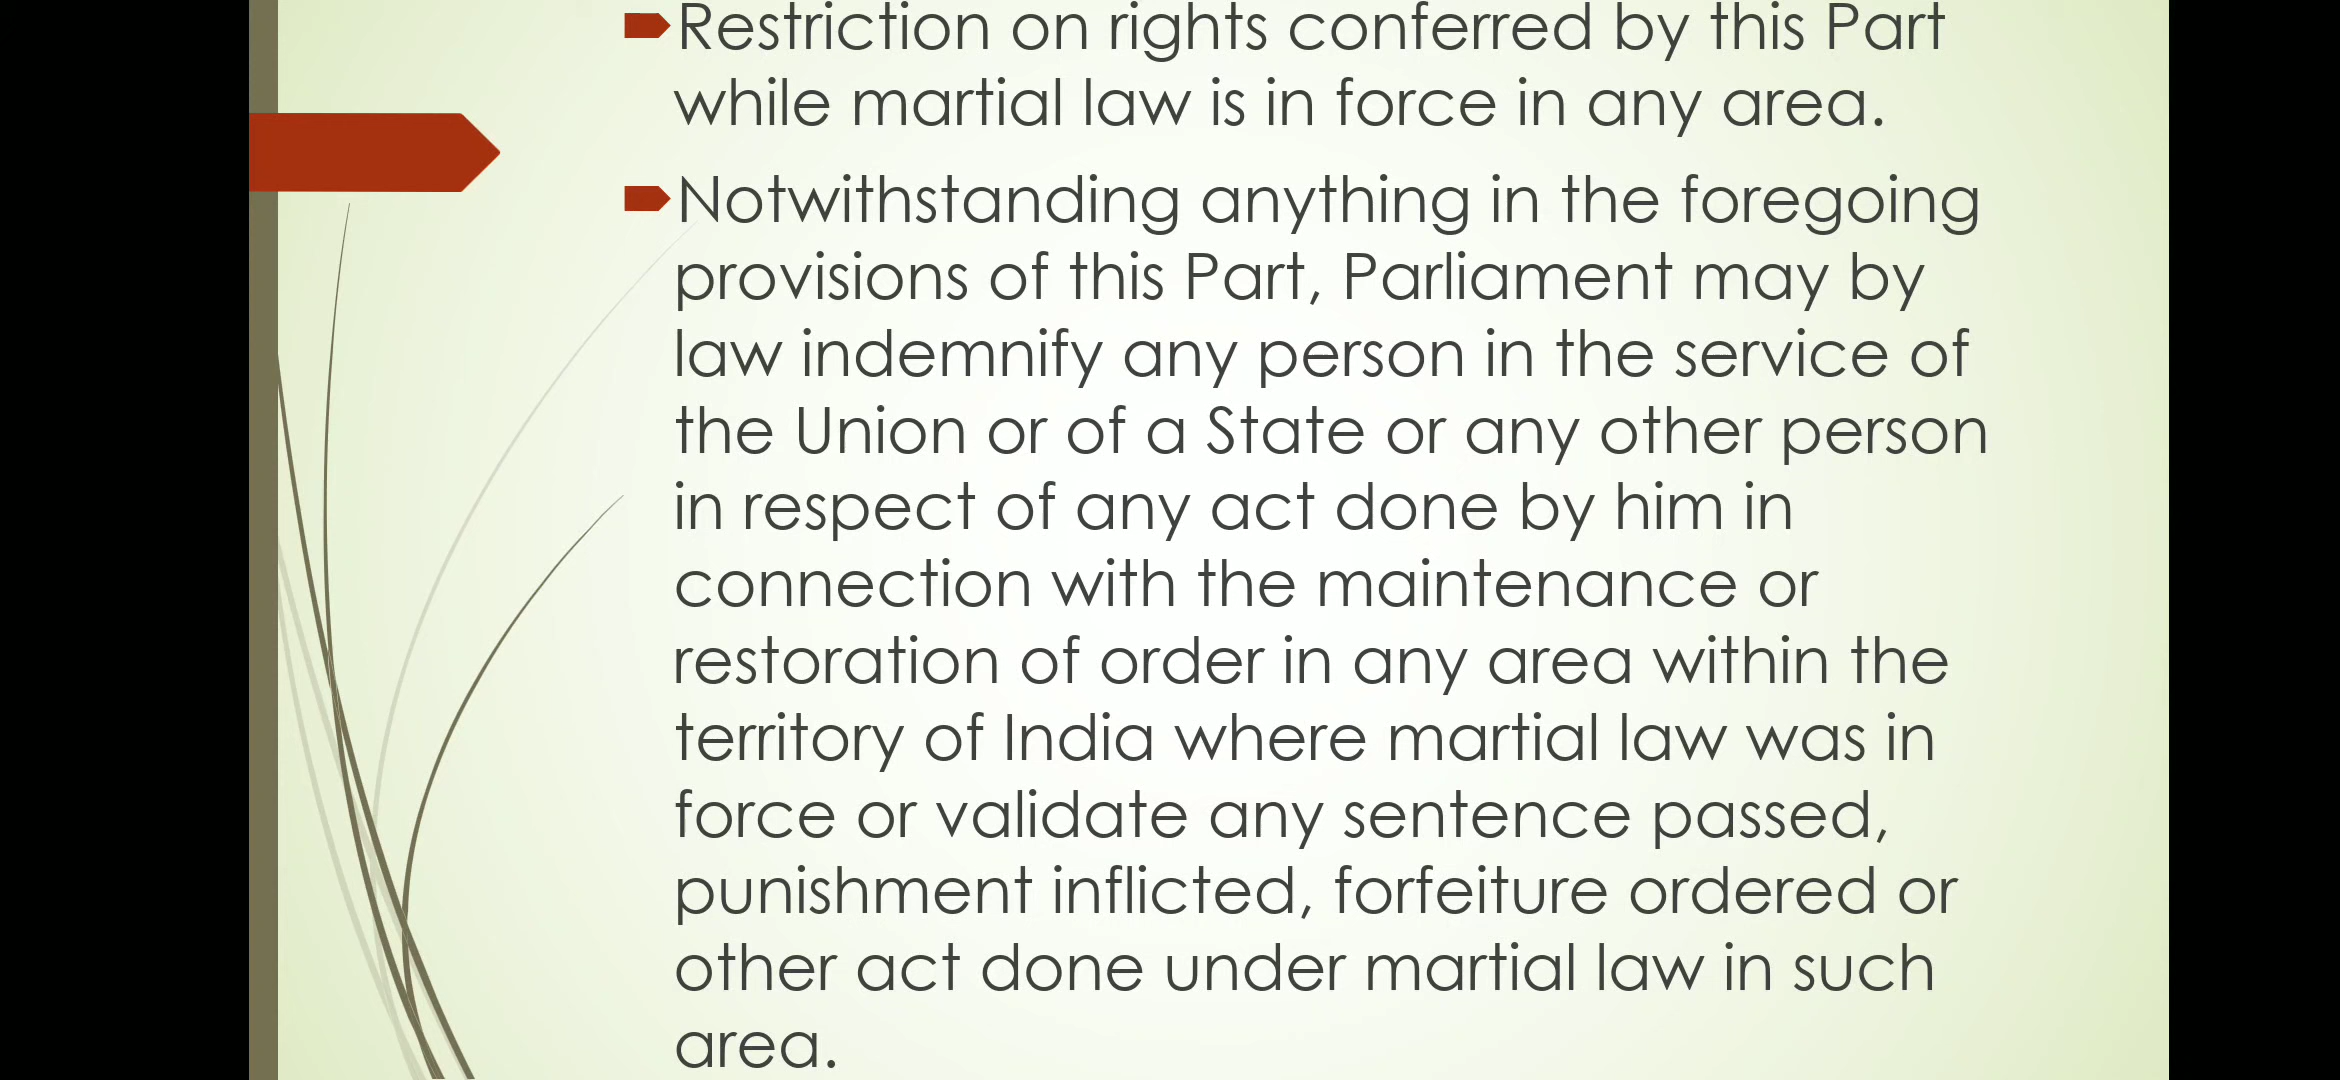 Restriction on rights conferred by this Part
while martial law is in force in any area.
Notwithstanding anything in the foregoing
provisions of this Part, Parliament may by
law indemnify any person in the service of
the Union or of a State or any other person
in respect of any act done by him in
connection with the maintenance or
restoration of order in any area within the
territory of India where martial law was in
force or validate any sentence passed,
punishment inflicted, forfeiture ordered or
other act done under martial law in such
area.